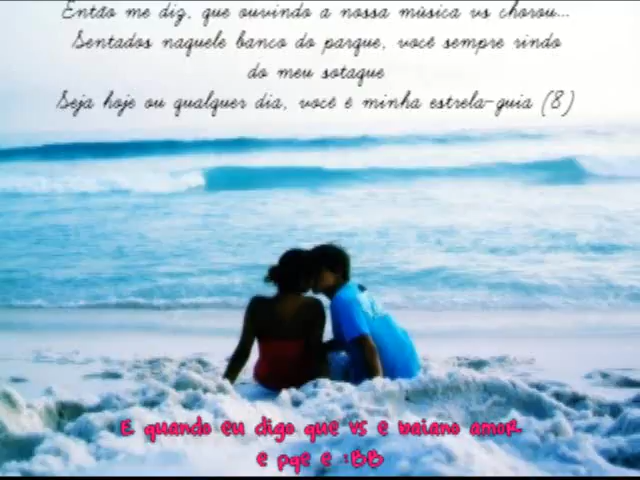 Então me diz, que ouvindo a nossa música vs chorou...
Sentados naquele banco do parque, você sempre rindo
do meu sotaque
Seja hoje ou qualquer dia, você é minha estrela-guia (8)
E quando eu digo que vs e baiano amor
e pqe e :BB